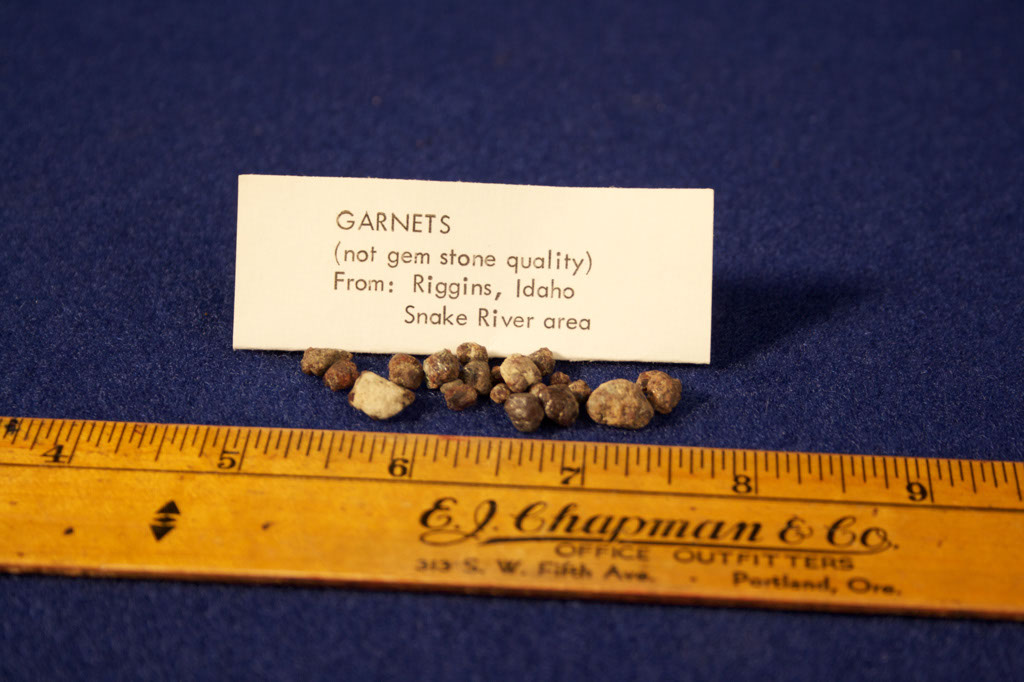 GARNETS
(not gem stone quality)
From: Riggins, Idaho
Snake River area
4 5 6 7 8 9
E.J. Chapman & Co.
OFFICE OUTFITTERS
313 S. W. Fifth Ave. Portland, Ore.